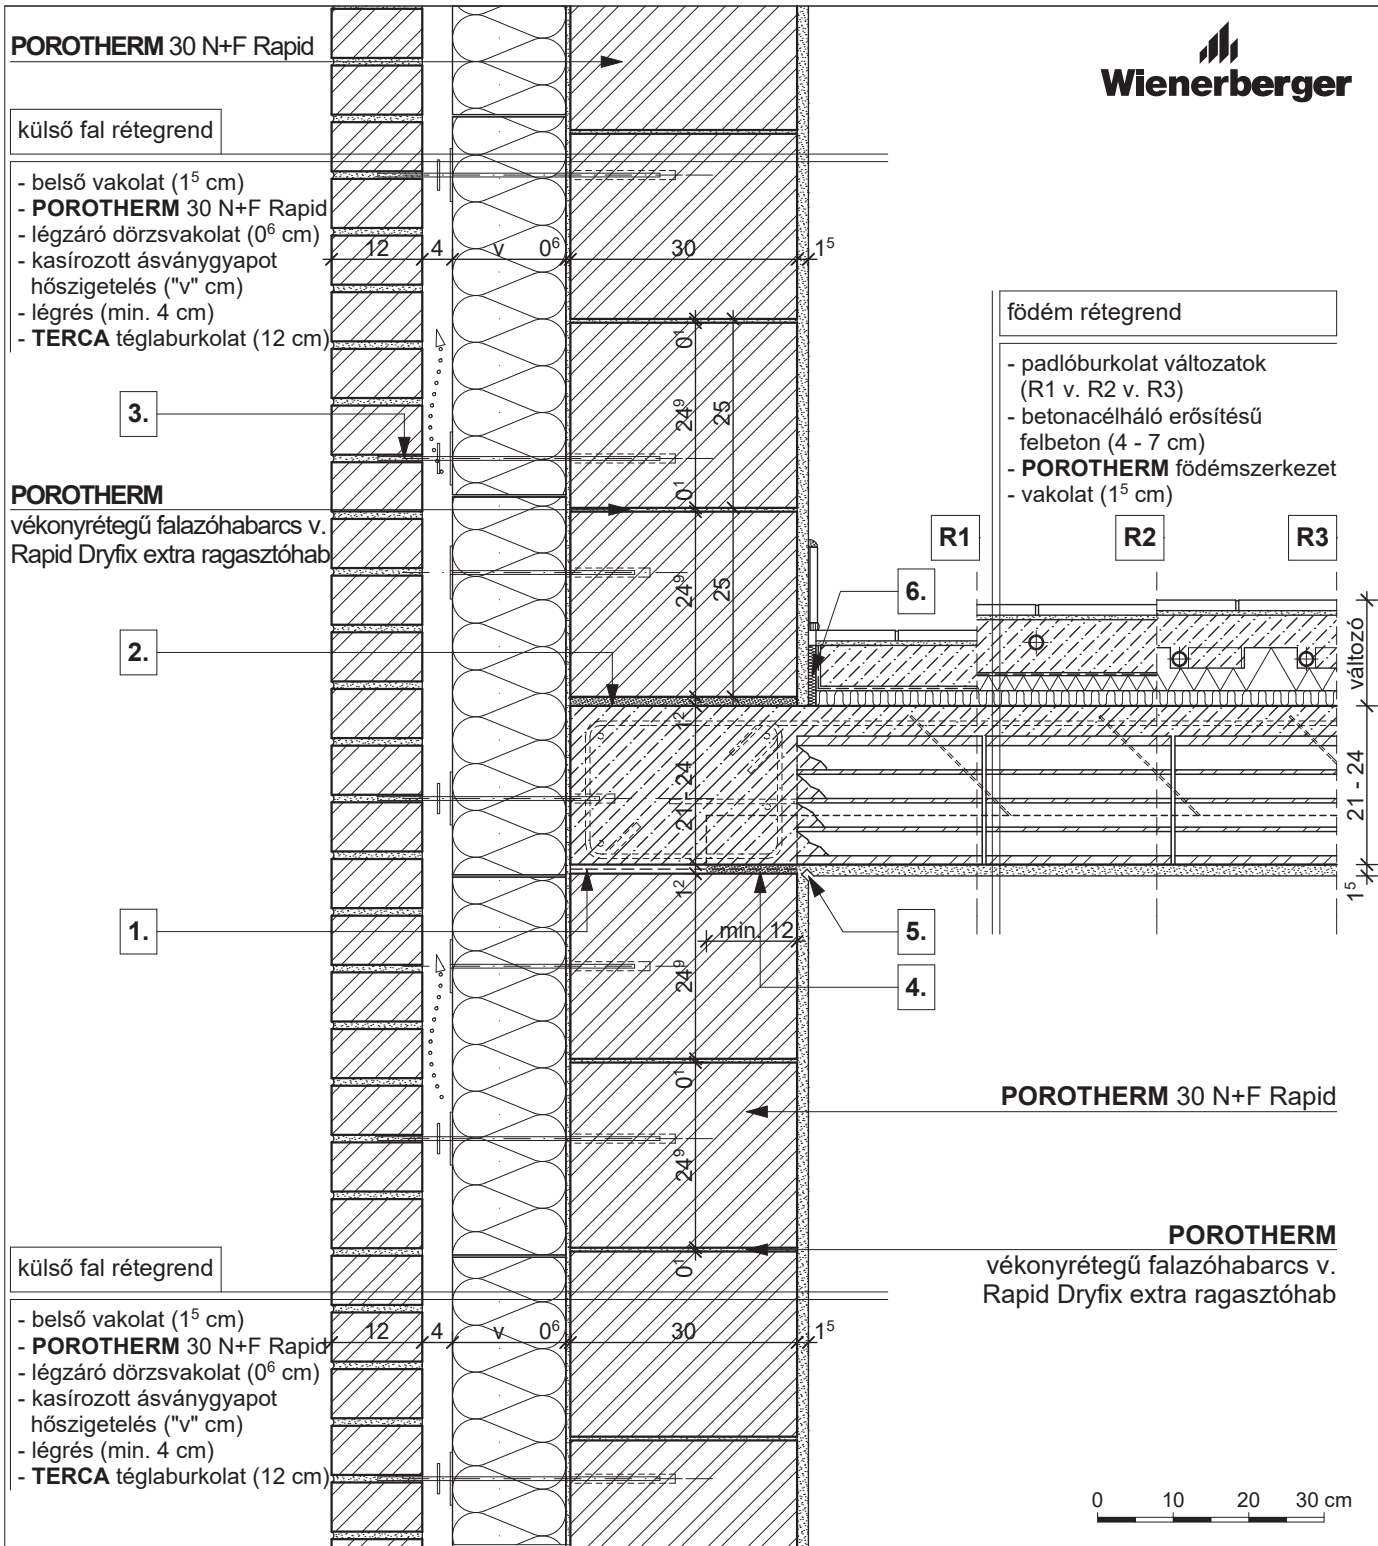 POROTHERM 30 N+F Rapid
Wienerberger
külső fal rétegrend
- belső vakolat (1⁵ cm)
- POROTHERM 30 N+F Rapid
- légzáró dörzsvakolat (0⁶ cm)
- kasírozott ásványgyapot
hőszigetelés ("v" cm)
- légrés (min. 4 cm)
- TERCA téglaburkolat (12 cm)
12 4 v 0⁶ 30 1⁵
födém rétegrend
- padlóburkolat változatok
(R1 v. R2 v. R3)
- betonacélháló erősítésű
felbeton (4 - 7 cm)
- POROTHERM födémszerkezet
- vakolat (1⁵ cm)
0¹
24⁹
25
0¹
24⁹
25
1²
21 - 24
1²
24⁹
0¹
24⁹
0¹
3.
POROTHERM
vékonyrétegű falazóhabarcs v.
Rapid Dryfix extra ragasztóhab
R1 R2 R3
6.
2.
változó
21 - 24
1⁵
1.
min. 12
5.
4.
POROTHERM 30 N+F Rapid
POROTHERM
vékonyrétegű falazóhabarcs v.
Rapid Dryfix extra ragasztóhab
külső fal rétegrend
- belső vakolat (1⁵ cm)
- POROTHERM 30 N+F Rapid
- légzáró dörzsvakolat (0⁶ cm)
- kasírozott ásványgyapot
hőszigetelés ("v" cm)
- légrés (min. 4 cm)
- TERCA téglaburkolat (12 cm)
12 4 v 0⁶ 30 1⁵
0 10 20 30 cm